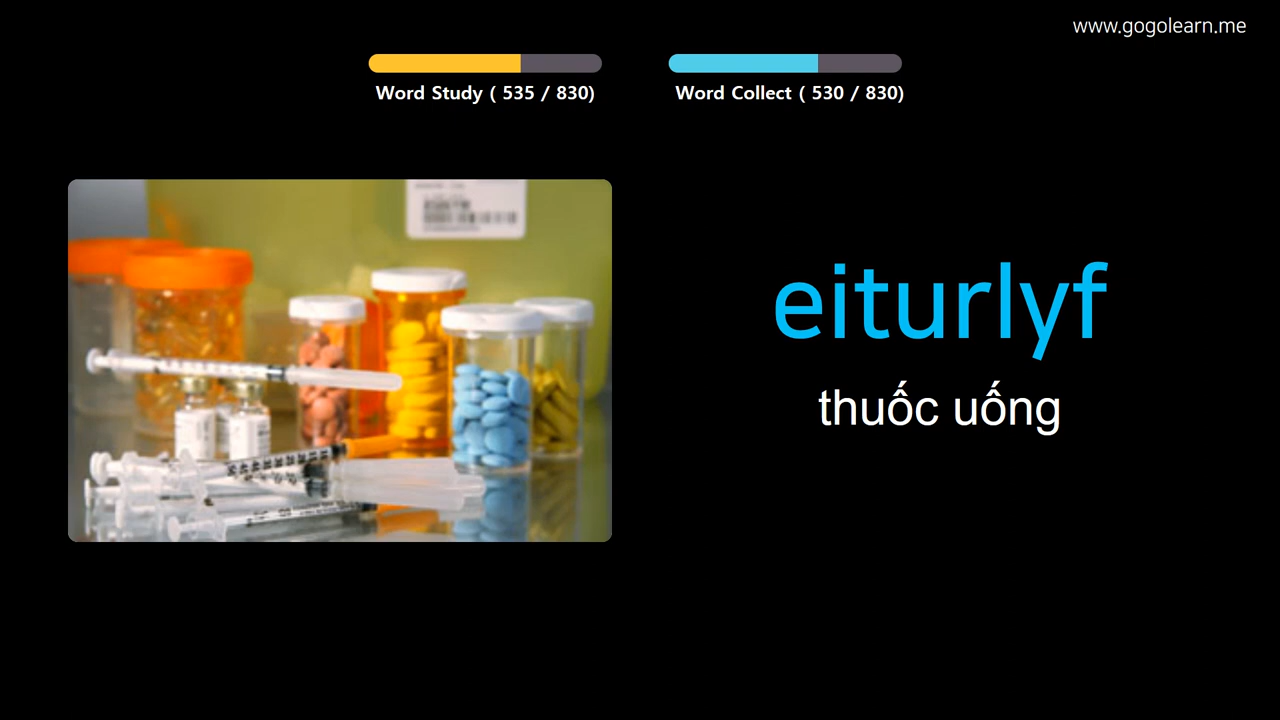 www.gogolearn.me
Word Study ( 535 / 830)
Word Collect ( 530 / 830)
eiturlyf
thuốc uống